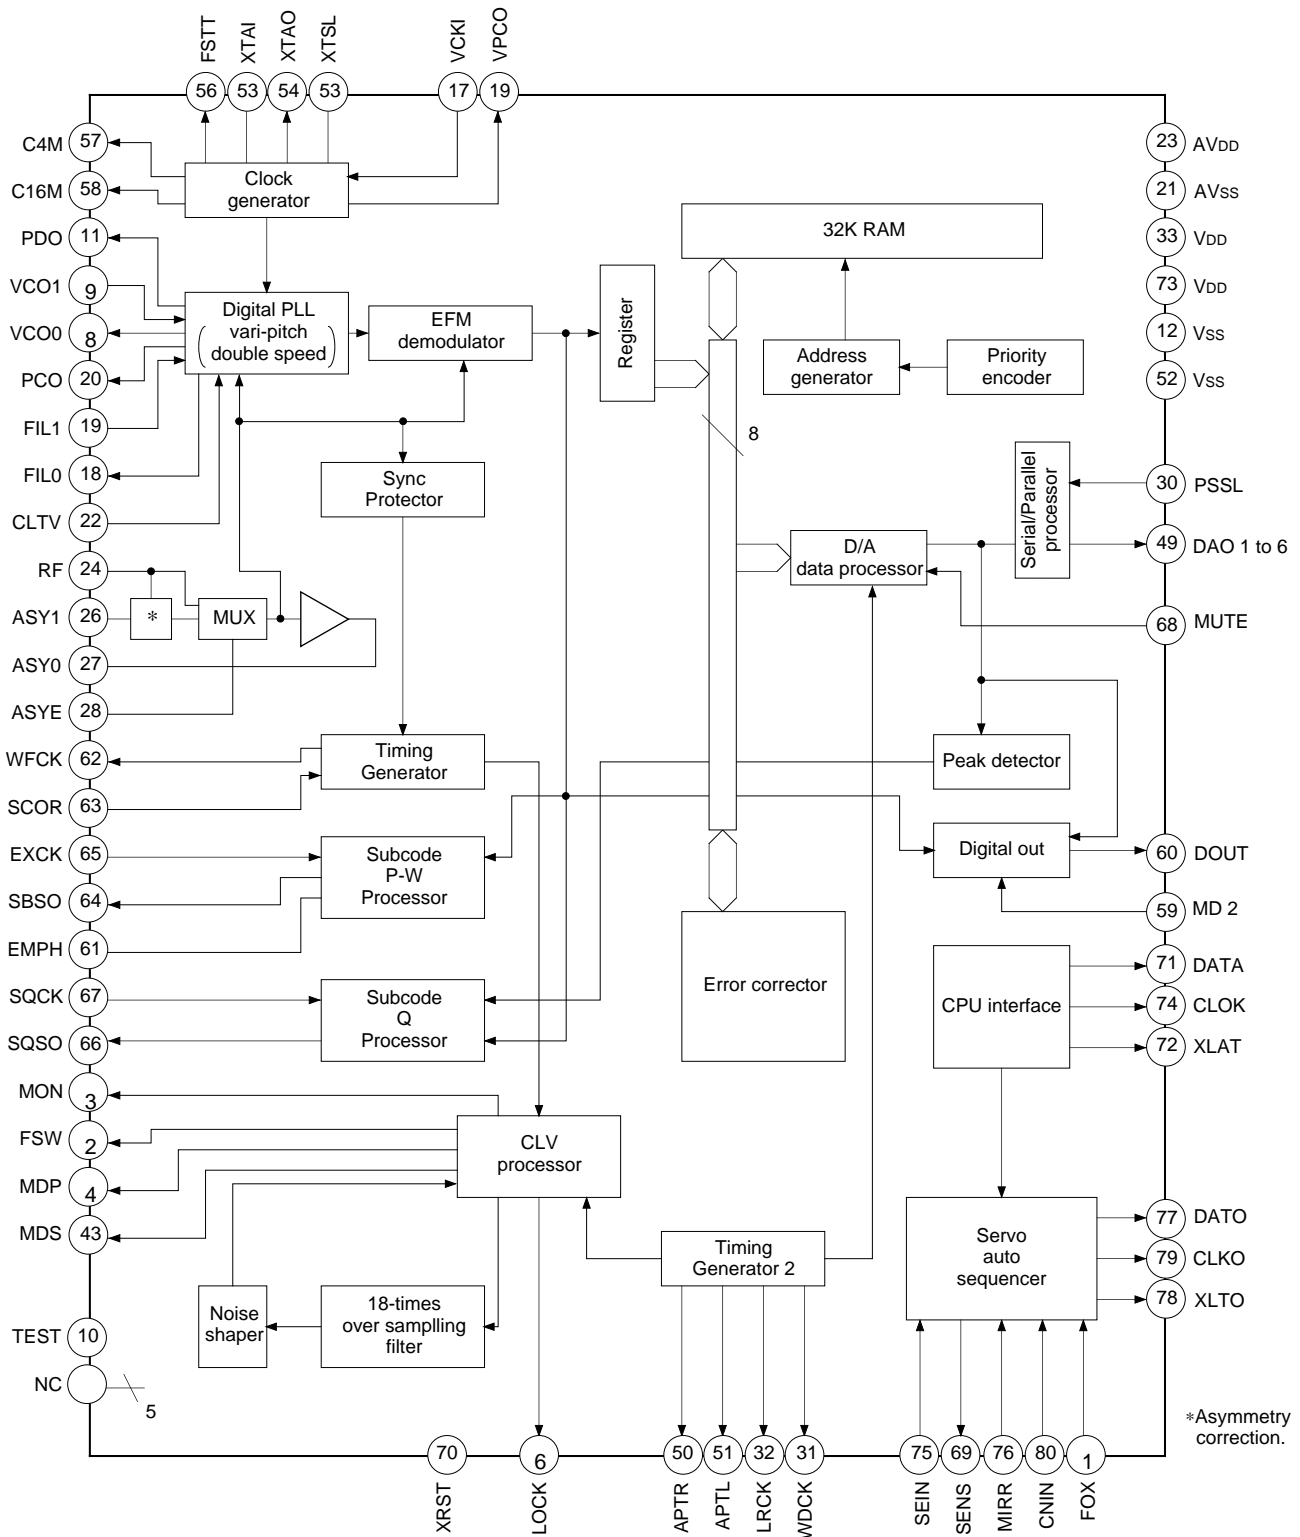 FSTT
XTAI
XTAO
XTSL
VCKI
VPCO
56
53
54
53
17
19
C4M 57
C16M 58
PDO 11
VCO1 9
VCO0 8
PCO 20
FIL1 19
FIL0 18
CLTV 22
RF 24
ASY1 26
ASY0 27
ASYE 28
WFCK 62
SCOR 63
EXCK 65
SBSO 64
EMPH 61
SQCK 67
SQSO 66
MON 3
FSW 2
MDP 4
MDS 43
TEST 10
NC
5
Clock
generator
Digital PLL
vari-pitch
( double speed )
EFM
demodulator
Register
32K RAM
Address
generator
Priority
encoder
8
Sync
Protector
*
MUX
D/A
data processor
Serial/Parallel
processor
Timing
Generator
Peak detector
Subcode
P-W
Processor
Digital out
Subcode
Q
Processor
Error corrector
CPU interface
CLV
processor
Timing
Generator 2
Servo
auto
sequencer
Noise
shaper
18-times
over samplling
filter
23 AVDD
21 AVss
33 VDD
73 VDD
12 Vss
52 Vss
30 PSSL
49 DAO 1 to 6
68 MUTE
60 DOUT
59 MD 2
71 DATA
74 CLOK
72 XLAT
77 DATO
79 CLKO
78 XLTO
*Asymmetry
correction.
70
6
50
51
32
31
75
69
76
80
1
XRST
LOCK
APTR
APTL
LRCK
WDCK
SEIN
SENS
MIRR
CNIN
FOX